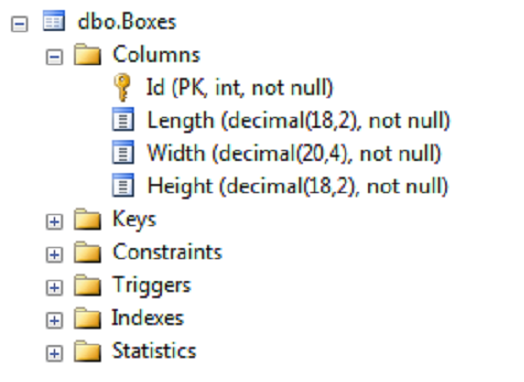 dbo.Boxes
Columns
Id (PK, int, not null)
Length (decimal(18,2), not null)
Width (decimal(20,4), not null)
Height (decimal(18,2), not null)
Keys
Constraints
Triggers
Indexes
Statistics